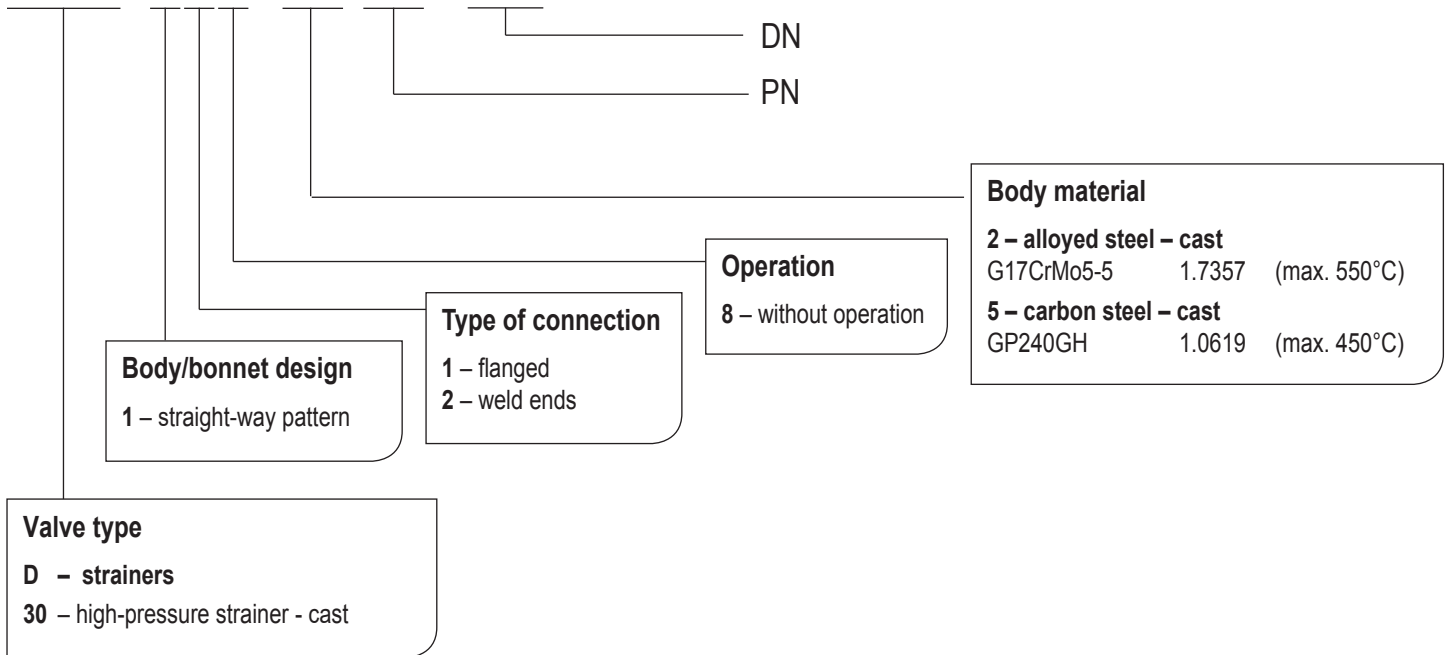 DN
PN
Body material
2 – alloyed steel – cast
G17CrMo5-5 1.7357 (max. 550°C)
5 – carbon steel – cast
GP240GH 1.0619 (max. 450°C)
Operation
8 – without operation
Type of connection
1 – flanged
2 – weld ends
Body/bonnet design
1 – straight-way pattern
Valve type
D – strainers
30 – high-pressure strainer - cast